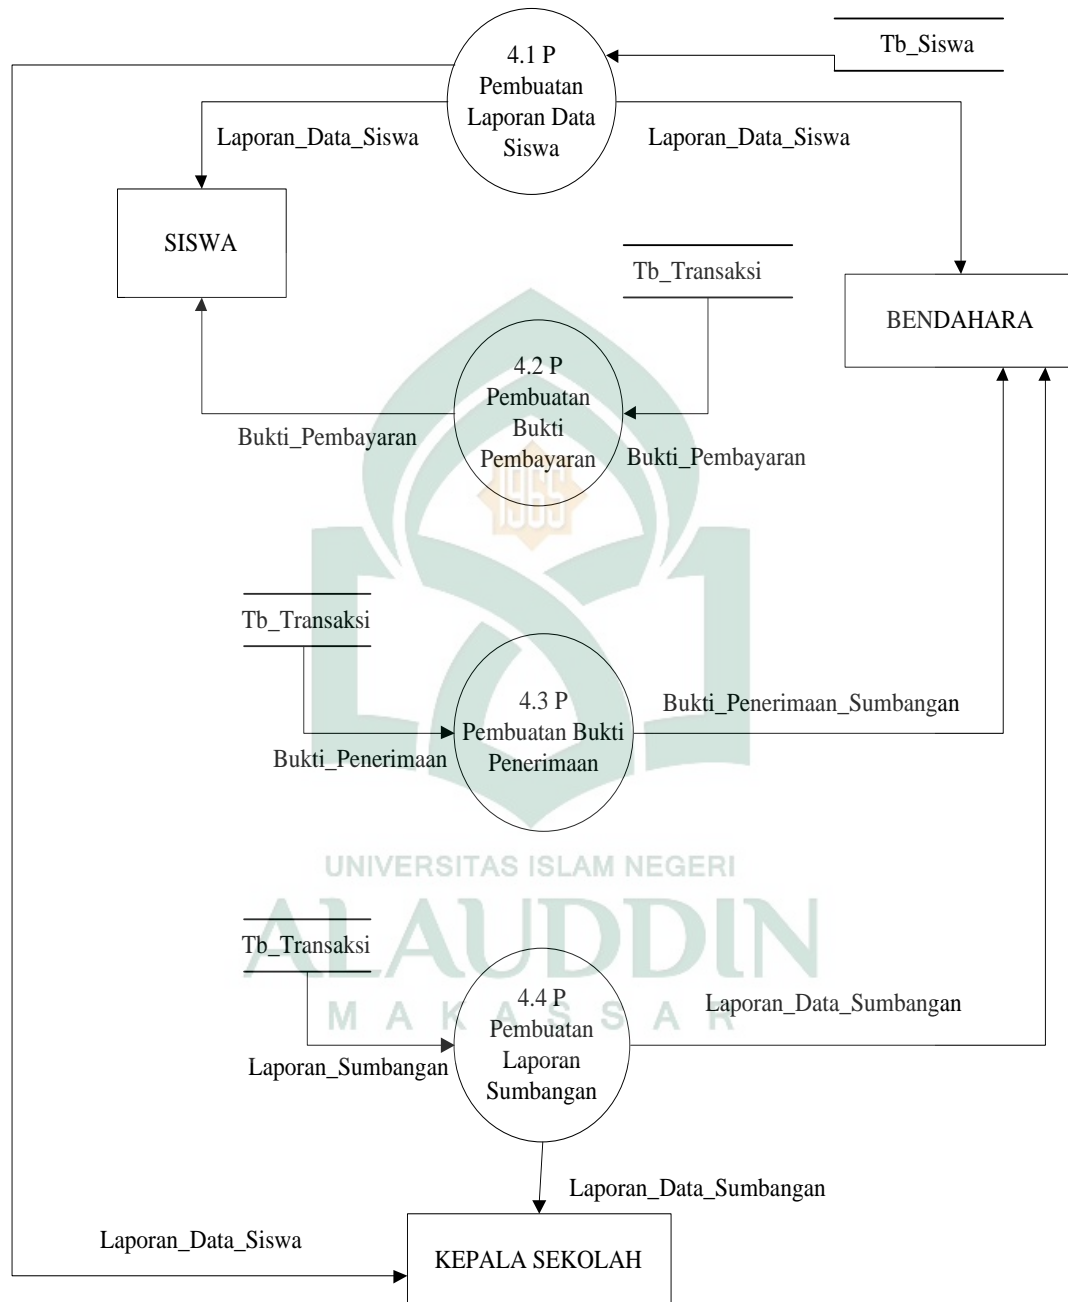 Tb_Siswa
4.1 P
Pembuatan
Laporan Data
Siswa
Laporan_Data_Siswa
Laporan_Data_Siswa
SISWA
Tb_Transaksi
BENDAHARA
4.2 P
Pembuatan
Bukti
Pembayaran
Bukti_Pembayaran
Bukti_Pembayaran
1965
Tb_Transaksi
4.3 P
Pembuatan Bukti
Penerimaan
Bukti_Penerimaan_Sumbangan
Bukti_Penerimaan
UNIVERSITAS ISLAM NEGERI
ALAUDDIN
MAKASSAR
Tb_Transaksi
4.4 P
Pembuatan
Laporan
Sumbangan
Laporan_Data_Sumbangan
Laporan_Sumbangan
Laporan_Data_Sumbangan
Laporan_Data_Siswa
KEPALA SEKOLAH